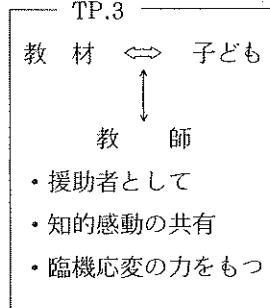 TP.3
教 材 ⇔ 子ども
教 師
・援助者として
・知的感動の共有
・臨機応変の力をもつ